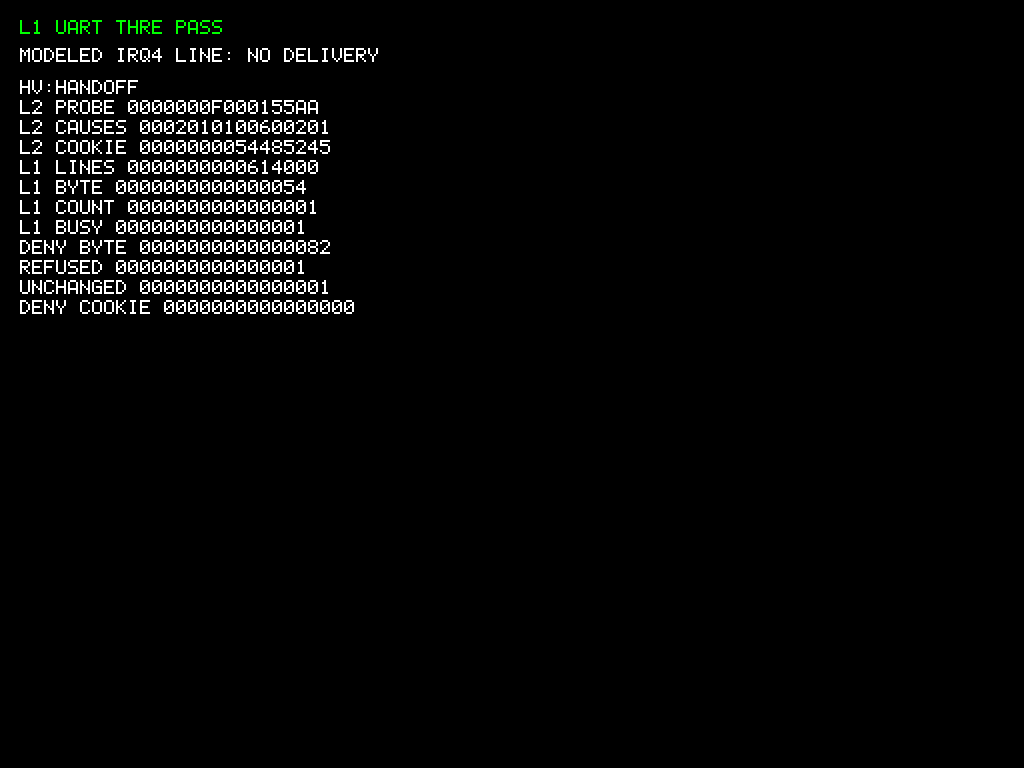 L1 UART THRE PASS
MODELED IRQ4 LINE: NO DELIVERY
HV:HANDOFF
L2 PROBE 0000000F000155AA
L2 CAUSES 0002010100600201
L2 COOKIE 0000000054485245
L1 LINES 0000000000614000
L1 BYTE 0000000000000054
L1 COUNT 0000000000000001
L1 BUSY 0000000000000001
DENY BYTE 0000000000000082
REFUSED 0000000000000001
UNCHANGED 0000000000000001
DENY COOKIE 0000000000000000